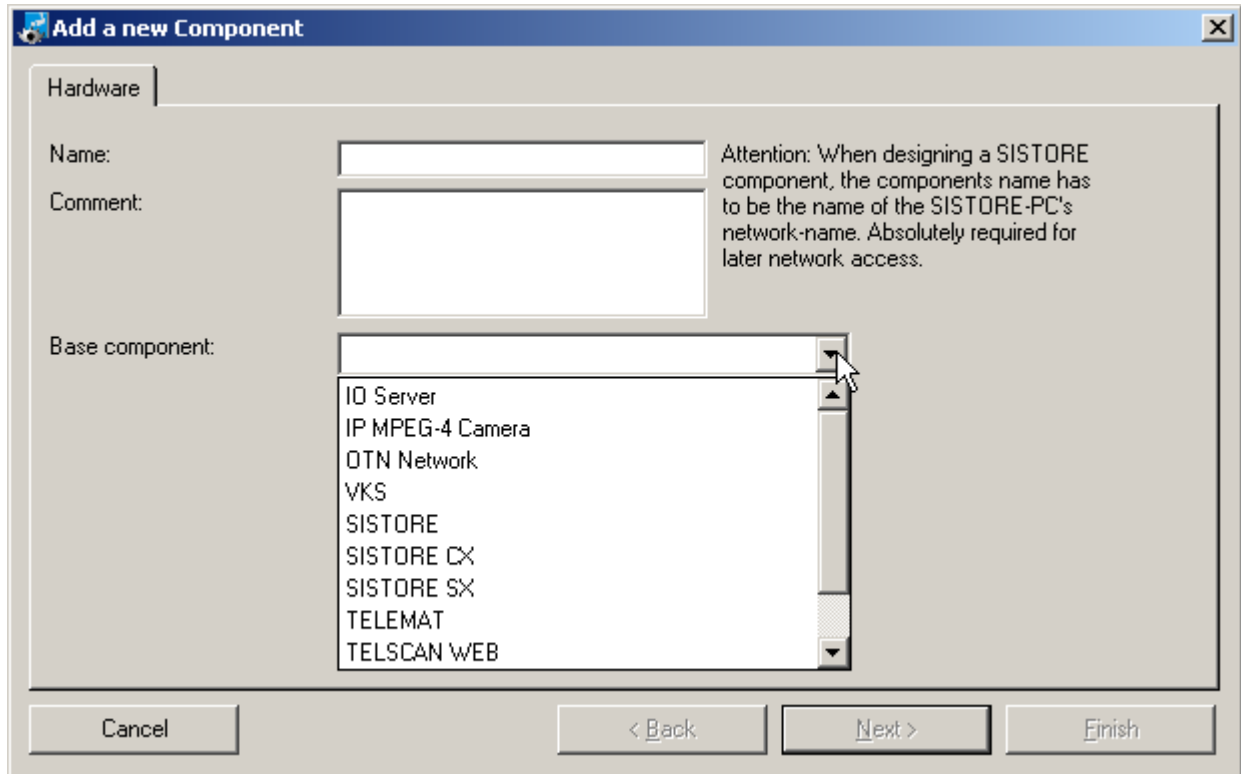 Add a new Component
Hardware
Name:
Attention: When designing a SISTORE
component, the components name has
to be the name of the SISTORE-PC's
network-name. Absolutely required for
later network access.
Comment:
Base component:
IO Server
IP MPEG-4 Camera
OTN Network
VKS
SISTORE
SISTORE CX
SISTORE SX
TELEMAT
TELSCAN WEB
Cancel
< Back
Next >
Finish